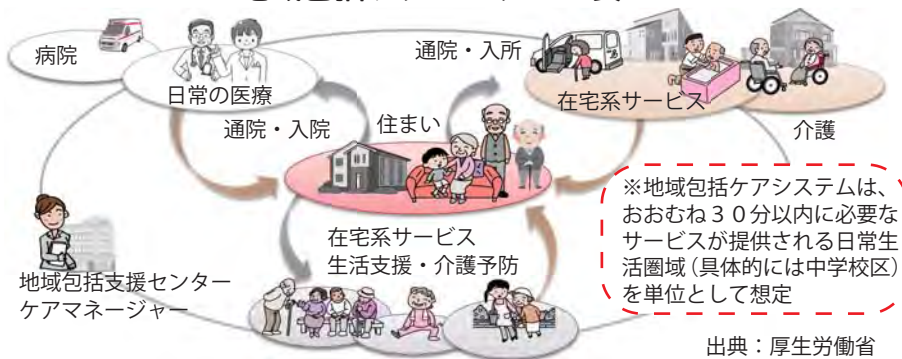 病院
日常の医療
通院・入院
住まい
通院・入所
在宅系サービス
介護
在宅系サービス
生活支援・介護予防
地域包括支援センター
ケアマネージャー
※地域包括ケアシステムは、
おおむね３０分以内に必要な
サービスが提供される日常生
活圏域（具体的には中学校区）
を単位として想定
出典：厚生労働省